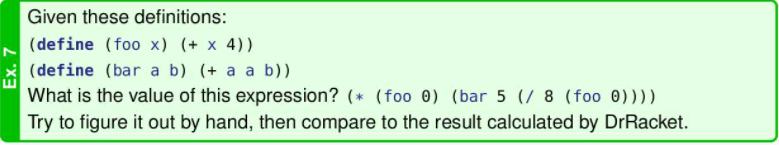 Ex. 7
Given these definitions:
(define (foo x) (+ x 4))
(define (bar a b) (+ a a b))
What is the value of this expression? (* (foo 0) (bar 5 (/ 8 (foo 0))))
Try to figure it out by hand, then compare to the result calculated by DrRacket.